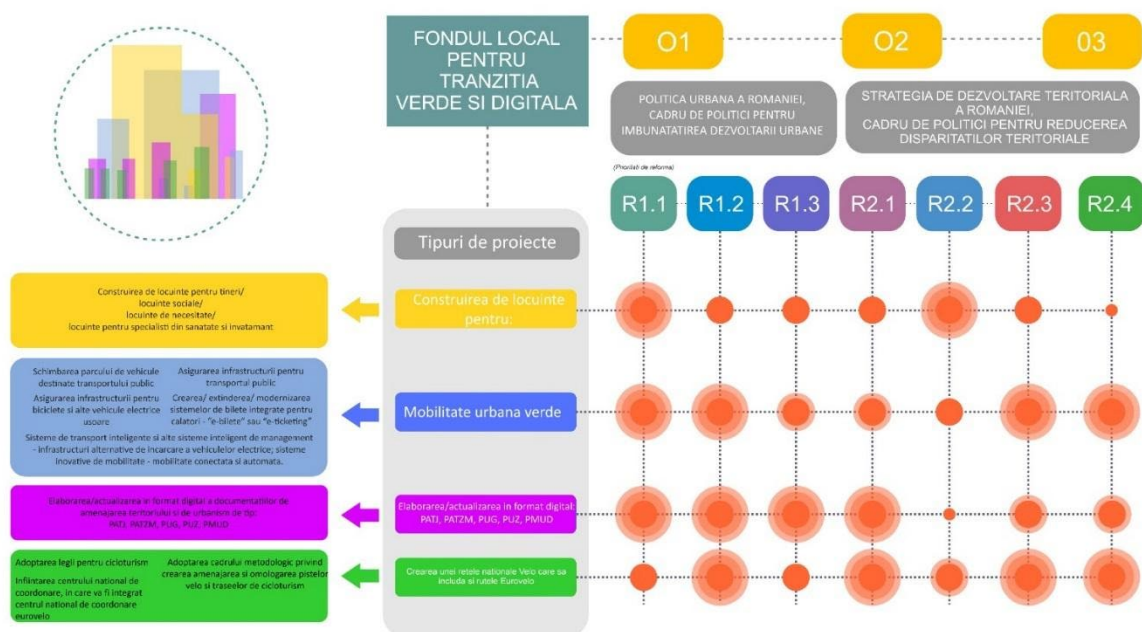 FONDUL LOCAL
PENTRU
TRANZITIA
VERDE SI DIGITALA
O1
O2
03
POLITICA URBANA A ROMANIEI,
CADRU DE POLITICI PENTRU
IMBUNATATIREA DEZVOLTARII URBANE
STRATEGIA DE DEZVOLTARE TERITORIALA
A ROMANIEI,
CADRU DE POLITICI PENTRU REDUCEREA
DISPARITATILOR TERITORIALE
(Prioritati de reforma)
R1.1
R1.2
R1.3
R2.1
R2.2
R2.3
R2.4
Tipuri de proiecte
Construirea de locuinte pentru tineri/
locuinte sociale/
locuinte de necesitate/
locuinte pentru specialisti din sanatate si invatamant
Construirea de locuinte
pentru:
Schimbarea parcului de vehicule
destinate transportului public
Asigurarea infrastructurii pentru
transportul public
Asigurarea infrastructurii pentru
biciclete si alte vehicule electrice
usoare
Crearea/ extinderea/ modernizarea
sistemelor de bilete integrate pentru
calatori - "e-bilete" sau "e-ticketing"
Sisteme de transport inteligente si alte sisteme inteligent de management
- infrastructuri alternative de incarcare a vehiculelor electrice; sisteme
inovative de mobilitate - mobilitate conectata si automata.
Mobilitate urbana verde
Elaborarea/actualizarea in format digital a documentatiilor de
amenajarea teritoriului si de urbanism de tip:
PATJ, PATZM, PUG, PUZ, PMUD
Elaborarea/actualizarea in format digital:
PATJ, PATZM, PUG, PUZ, PMUD
Adoptarea legii pentru cicloturism
Infiintarea centrului national de
coordonare, in care va fi integrat
centrul national de coordonare
eurovelo
Adoptarea cadrului metodologic privind
crearea amenajarea si omologarea pistelor
velo si traseelor de cicloturism
Crearea unei retele nationale Velo care sa
includa si rutele Eurovelo